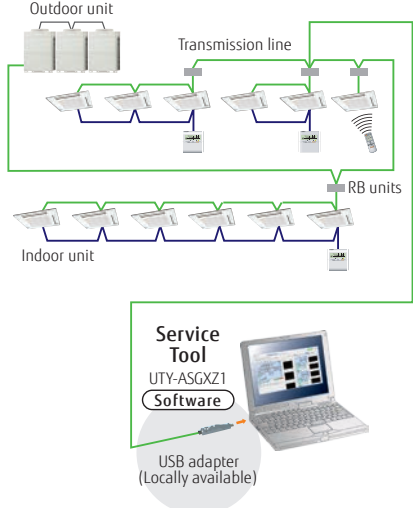 Outdoor unit
Transmission line
RB units
Indoor unit
Service
Tool
UTY-ASGXZ1
Software
USB adapter
(Locally available)